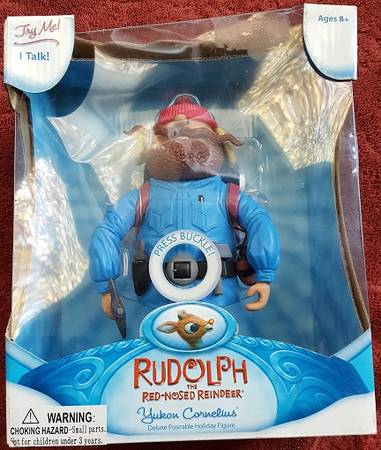 Try Me!
Ages 8+
I Talk!
PRESS BUCKLE!
RUDOLPH
THE
RED-NOSED REINDEER
Yukon Cornelius
Deluxe Poseable Holiday Figure
WARNING:
CHOKING HAZARD-Small parts.
Not for children under 3 years.